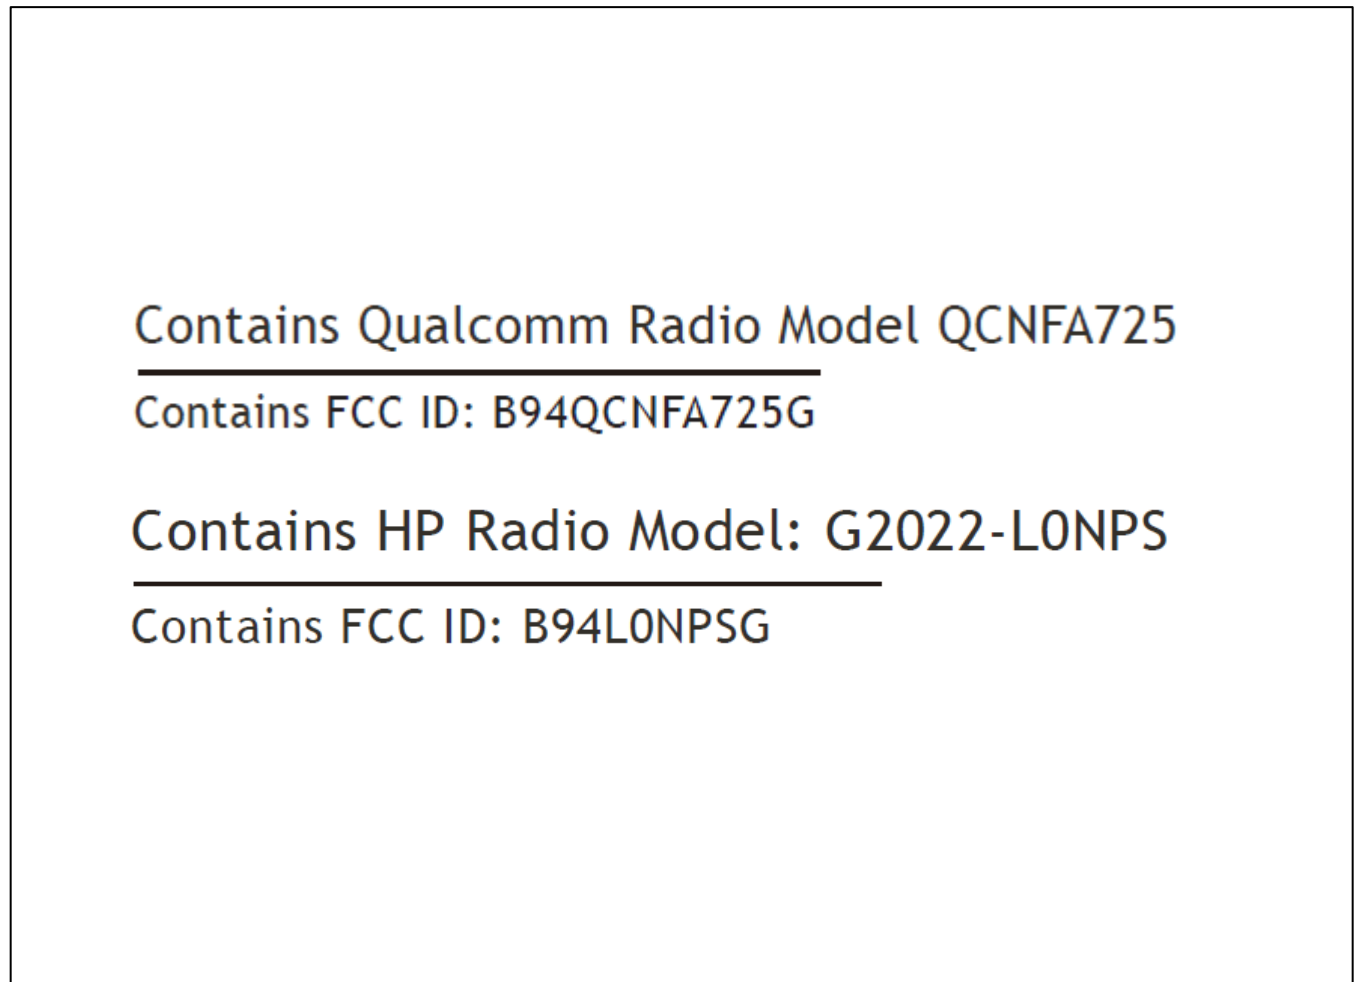 Contains Qualcomm Radio Model QCNFA725
Contains FCC ID: B94QCNFA725G
Contains HP Radio Model: G2022-L0NPS
Contains FCC ID: B94L0NPSG